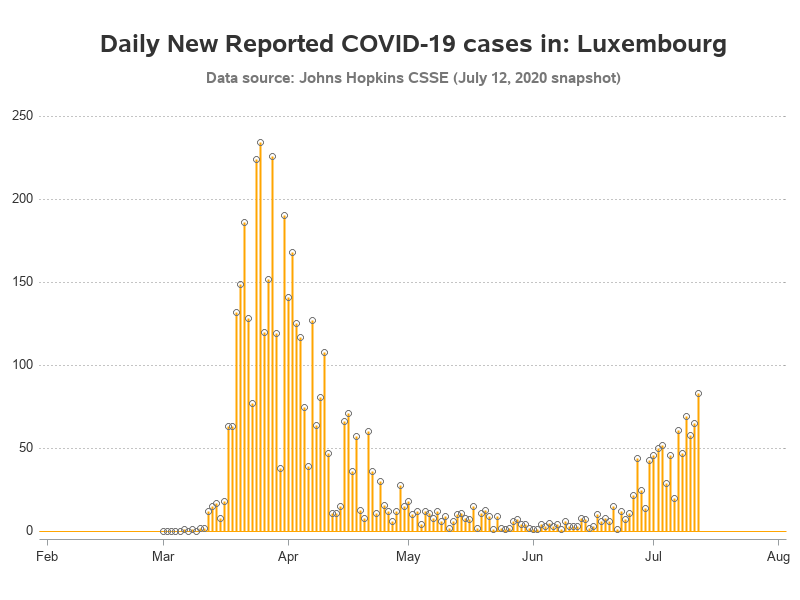 Daily New Reported COVID-19 cases in: Luxembourg
Data source: Johns Hopkins CSSE (July 12, 2020 snapshot)
250
200
150
100
50
0
Feb Mar Apr May Jun Jul Aug